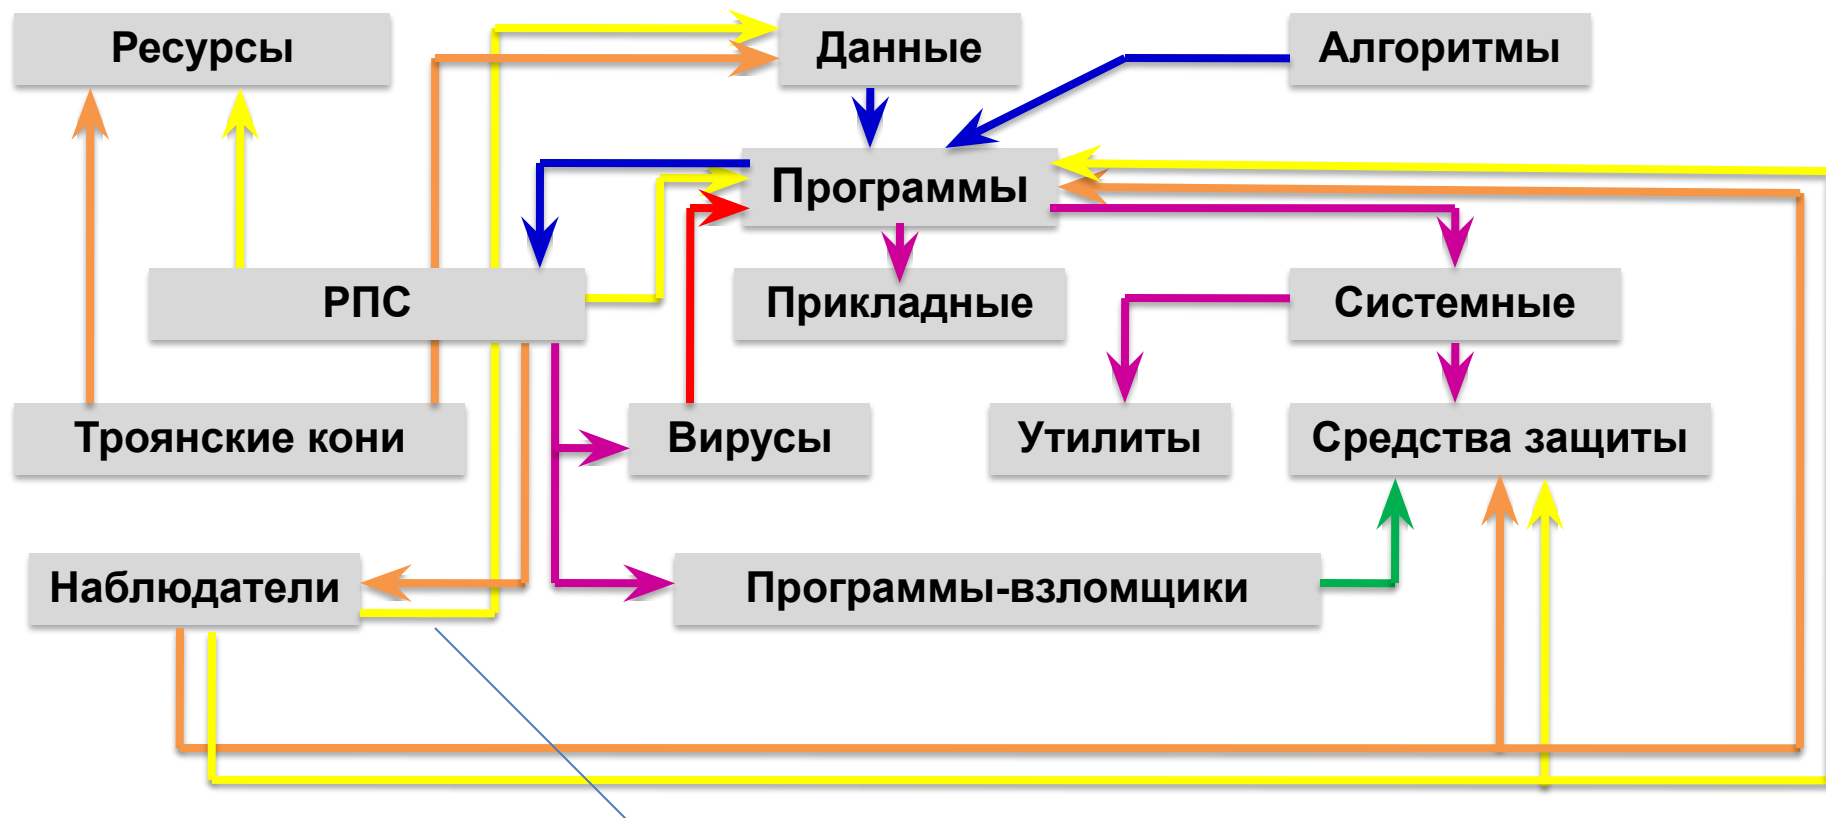 Ресурсы
Данные
Алгоритмы
Программы
РПС
Прикладные
Системные
Троянские кони
Вирусы
Утилиты
Средства защиты
Наблюдатели
Программы-взломщики